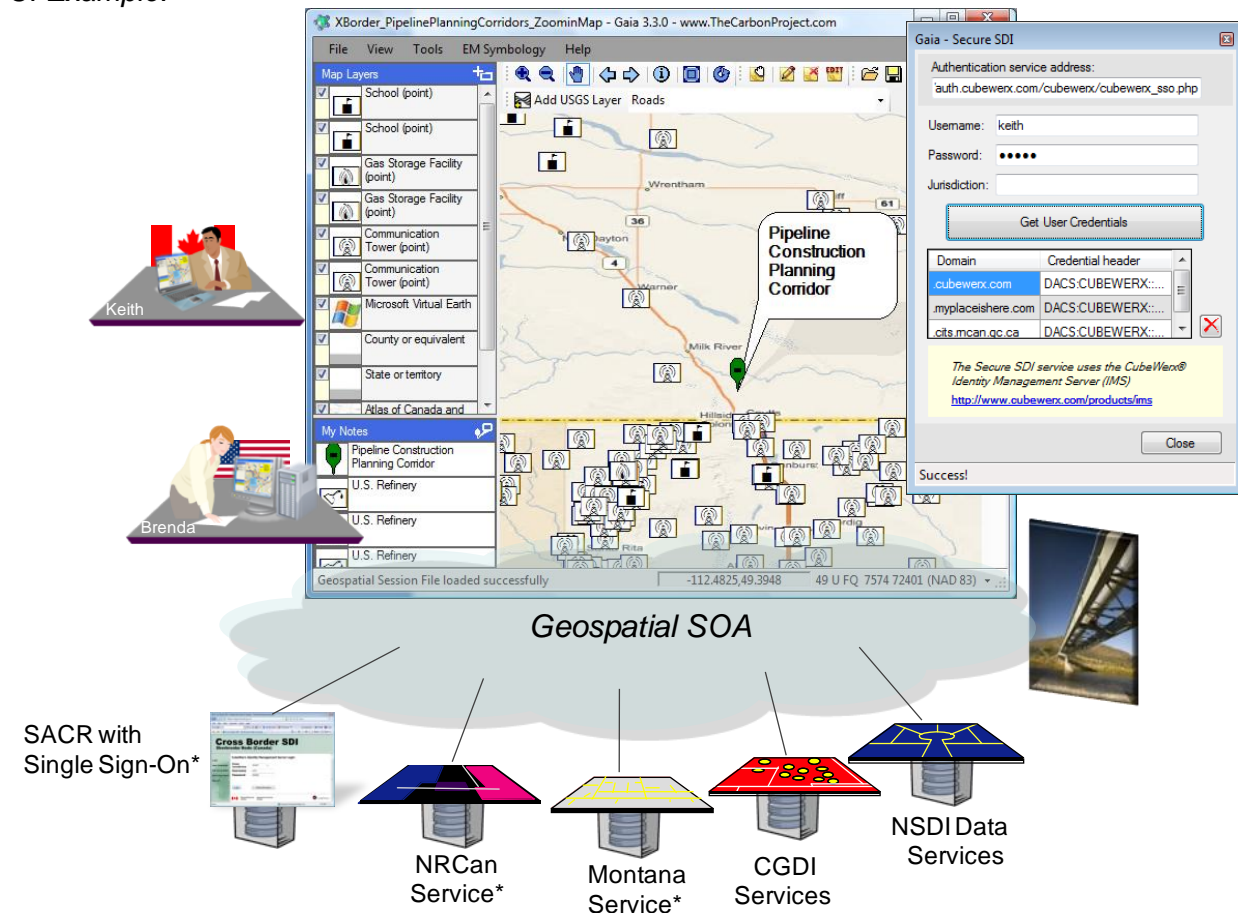 XBorder_PipelinePlanningCorridors_ZoominMap - Gaia 3.3.0 - www.TheCarbonProject.com
File View Tools EM Symbology Help
Map Layers
Add USGS Layer Roads
School (point)
School (point)
Gas Storage Facility
(point)
Gas Storage Facility
(point)
Communication
Tower (point)
Communication
Tower (point)
Microsoft Virtual Earth
County or equivalent
State or territory
Atlas of Canada and
My Notes
Pipeline Construction
Planning Corridor
U.S. Refinery
U.S. Refinery
U.S. Refinery
Wrentham
36
61
Dayton
4
Warner
Milk River
Pipeline
Construction
Planning
Corridor
Rita
Geospatial Session File loaded successfully
-112.4825,49.3948
49 U FQ 7574 72401 (NAD 83)
Gaia - Secure SDI
Authentication service address:
auth.cubewerx.com/cubewerx/cubewerx_sso.php
Username: keith
Password: •••••
Jurisdiction:
Get User Credentials
Domain Credential header
.cubewerx.com DACS:CUBEWERX::...
.myplaceishere.com DACS:CUBEWERX::...
.cits.rncan.gc.ca DACS:CUBEWERX::...
The Secure SDI service uses the CubeWerx®
Identity Management Server (IMS)
http://www.cubewerx.com/products/ims
Close
Success!
Keith
Brenda
Geospatial SOA
SACR with
Single Sign-On*
Cross Border SDI
NRCan
Service*
Montana
Service*
CGDI
Services
NSDI Data
Services